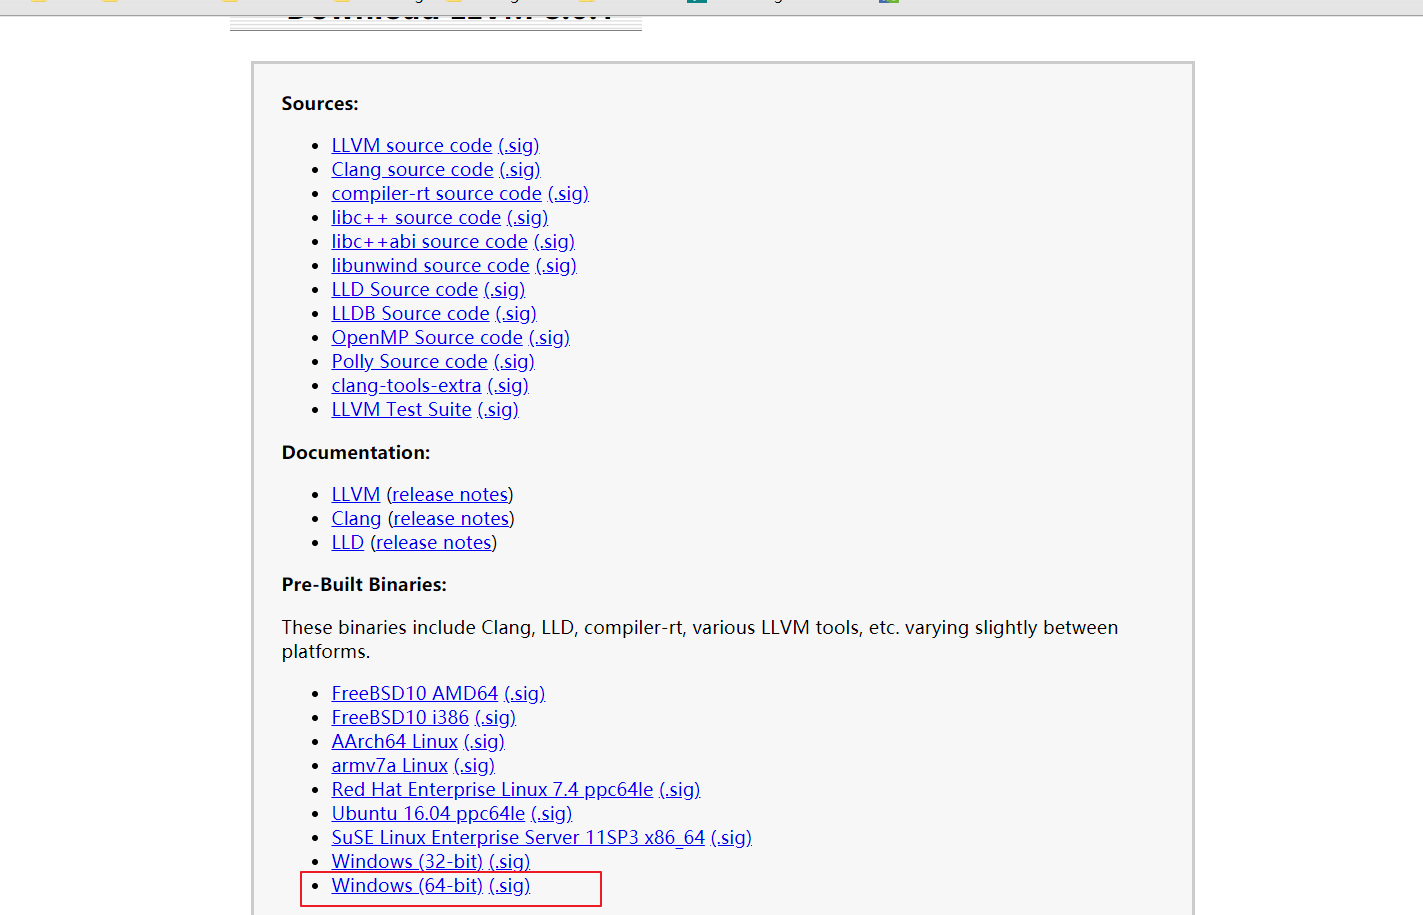 Sources:
LLVM source code (.sig)
Clang source code (.sig)
compiler-rt source code (.sig)
libc++ source code (.sig)
libc++abi source code (.sig)
libunwind source code (.sig)
LLD Source code (.sig)
LLDB Source code (.sig)
OpenMP Source code (.sig)
Polly Source code (.sig)
clang-tools-extra (.sig)
LLVM Test Suite (.sig)
Documentation:
LLVM (release notes)
Clang (release notes)
LLD (release notes)
Pre-Built Binaries:
These binaries include Clang, LLD, compiler-rt, various LLVM tools, etc. varying slightly between
platforms.
FreeBSD10 AMD64 (.sig)
FreeBSD10 i386 (.sig)
AArch64 Linux (.sig)
armv7a Linux (.sig)
Red Hat Enterprise Linux 7.4 ppc64le (.sig)
Ubuntu 16.04 ppc64le (.sig)
SuSE Linux Enterprise Server 11SP3 x86_64 (.sig)
Windows (32-bit) (.sig)
Windows (64-bit) (.sig)